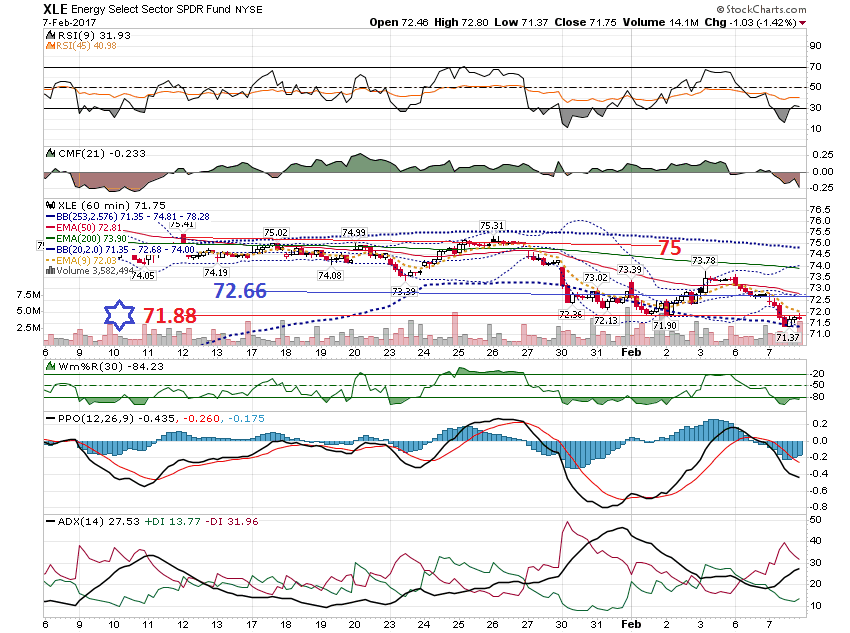 XLE Energy Select Sector SPDR Fund NYSE © StockCharts.com
7-Feb-2017 Open 72.46 High 72.80 Low 71.37 Close 71.75 Volume 14.1M Chg -1.03 (-1.42%)
RSI(9) 31.93
RSI(45) 40.98
90
70
50
30
10
CMF(21) -0.233
0.25
0.00
-0.25
XLE (60 min) 71.75
BB(253,2.576) 71.35 - 74.81 - 78.28
EMA(50) 72.81
EMA(200) 73.90
BB(20,2.0) 71.35 - 72.68 - 74.00
EMA(9) 72.03
Volume 3,582,494
75.41
75.02
74.99
75.31
75
74.05
74.19
74.08
73.39
73.02
73.39
73.78
72.66
71.88
72.36
72.13
71.90
71.37
76.5
76.0
75.5
75.0
74.5
74.0
73.5
73.0
72.5
72.0
71.5
71.0
7.5M
5.0M
2.5M
6 9 10 11 12 13 17 18 19 20 23 24 25 26 27 30 31 Feb 2 3 6 7
Wm%R(30) -84.23
-20
-50
-80
PPO(12,26,9) -0.435, -0.260, -0.175
0.2
0.0
-0.2
-0.4
-0.6
-0.8
ADX(14) 27.53 +DI 13.77 -DI 31.96
50
40
30
20
10
6 9 10 11 12 13 17 18 19 20 23 24 25 26 27 30 31 Feb 2 3 6 7